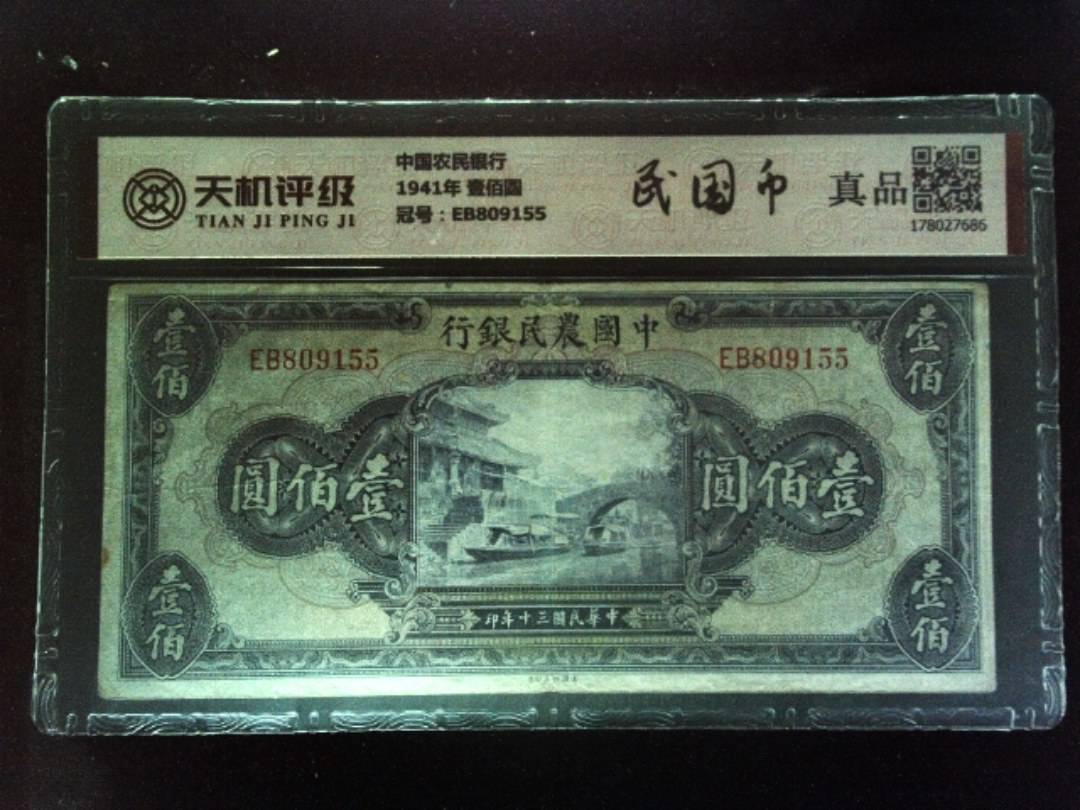 天机评级
TIAN JI PING JI
中国农民银行
1941年 壹佰圆
冠号：EB809155
民国币
真品
178027686
行銀民農國中
EB809155
EB809155
壹佰
壹佰
圓佰壹
圓佰壹
印年十三國民華中
壹佰
壹佰